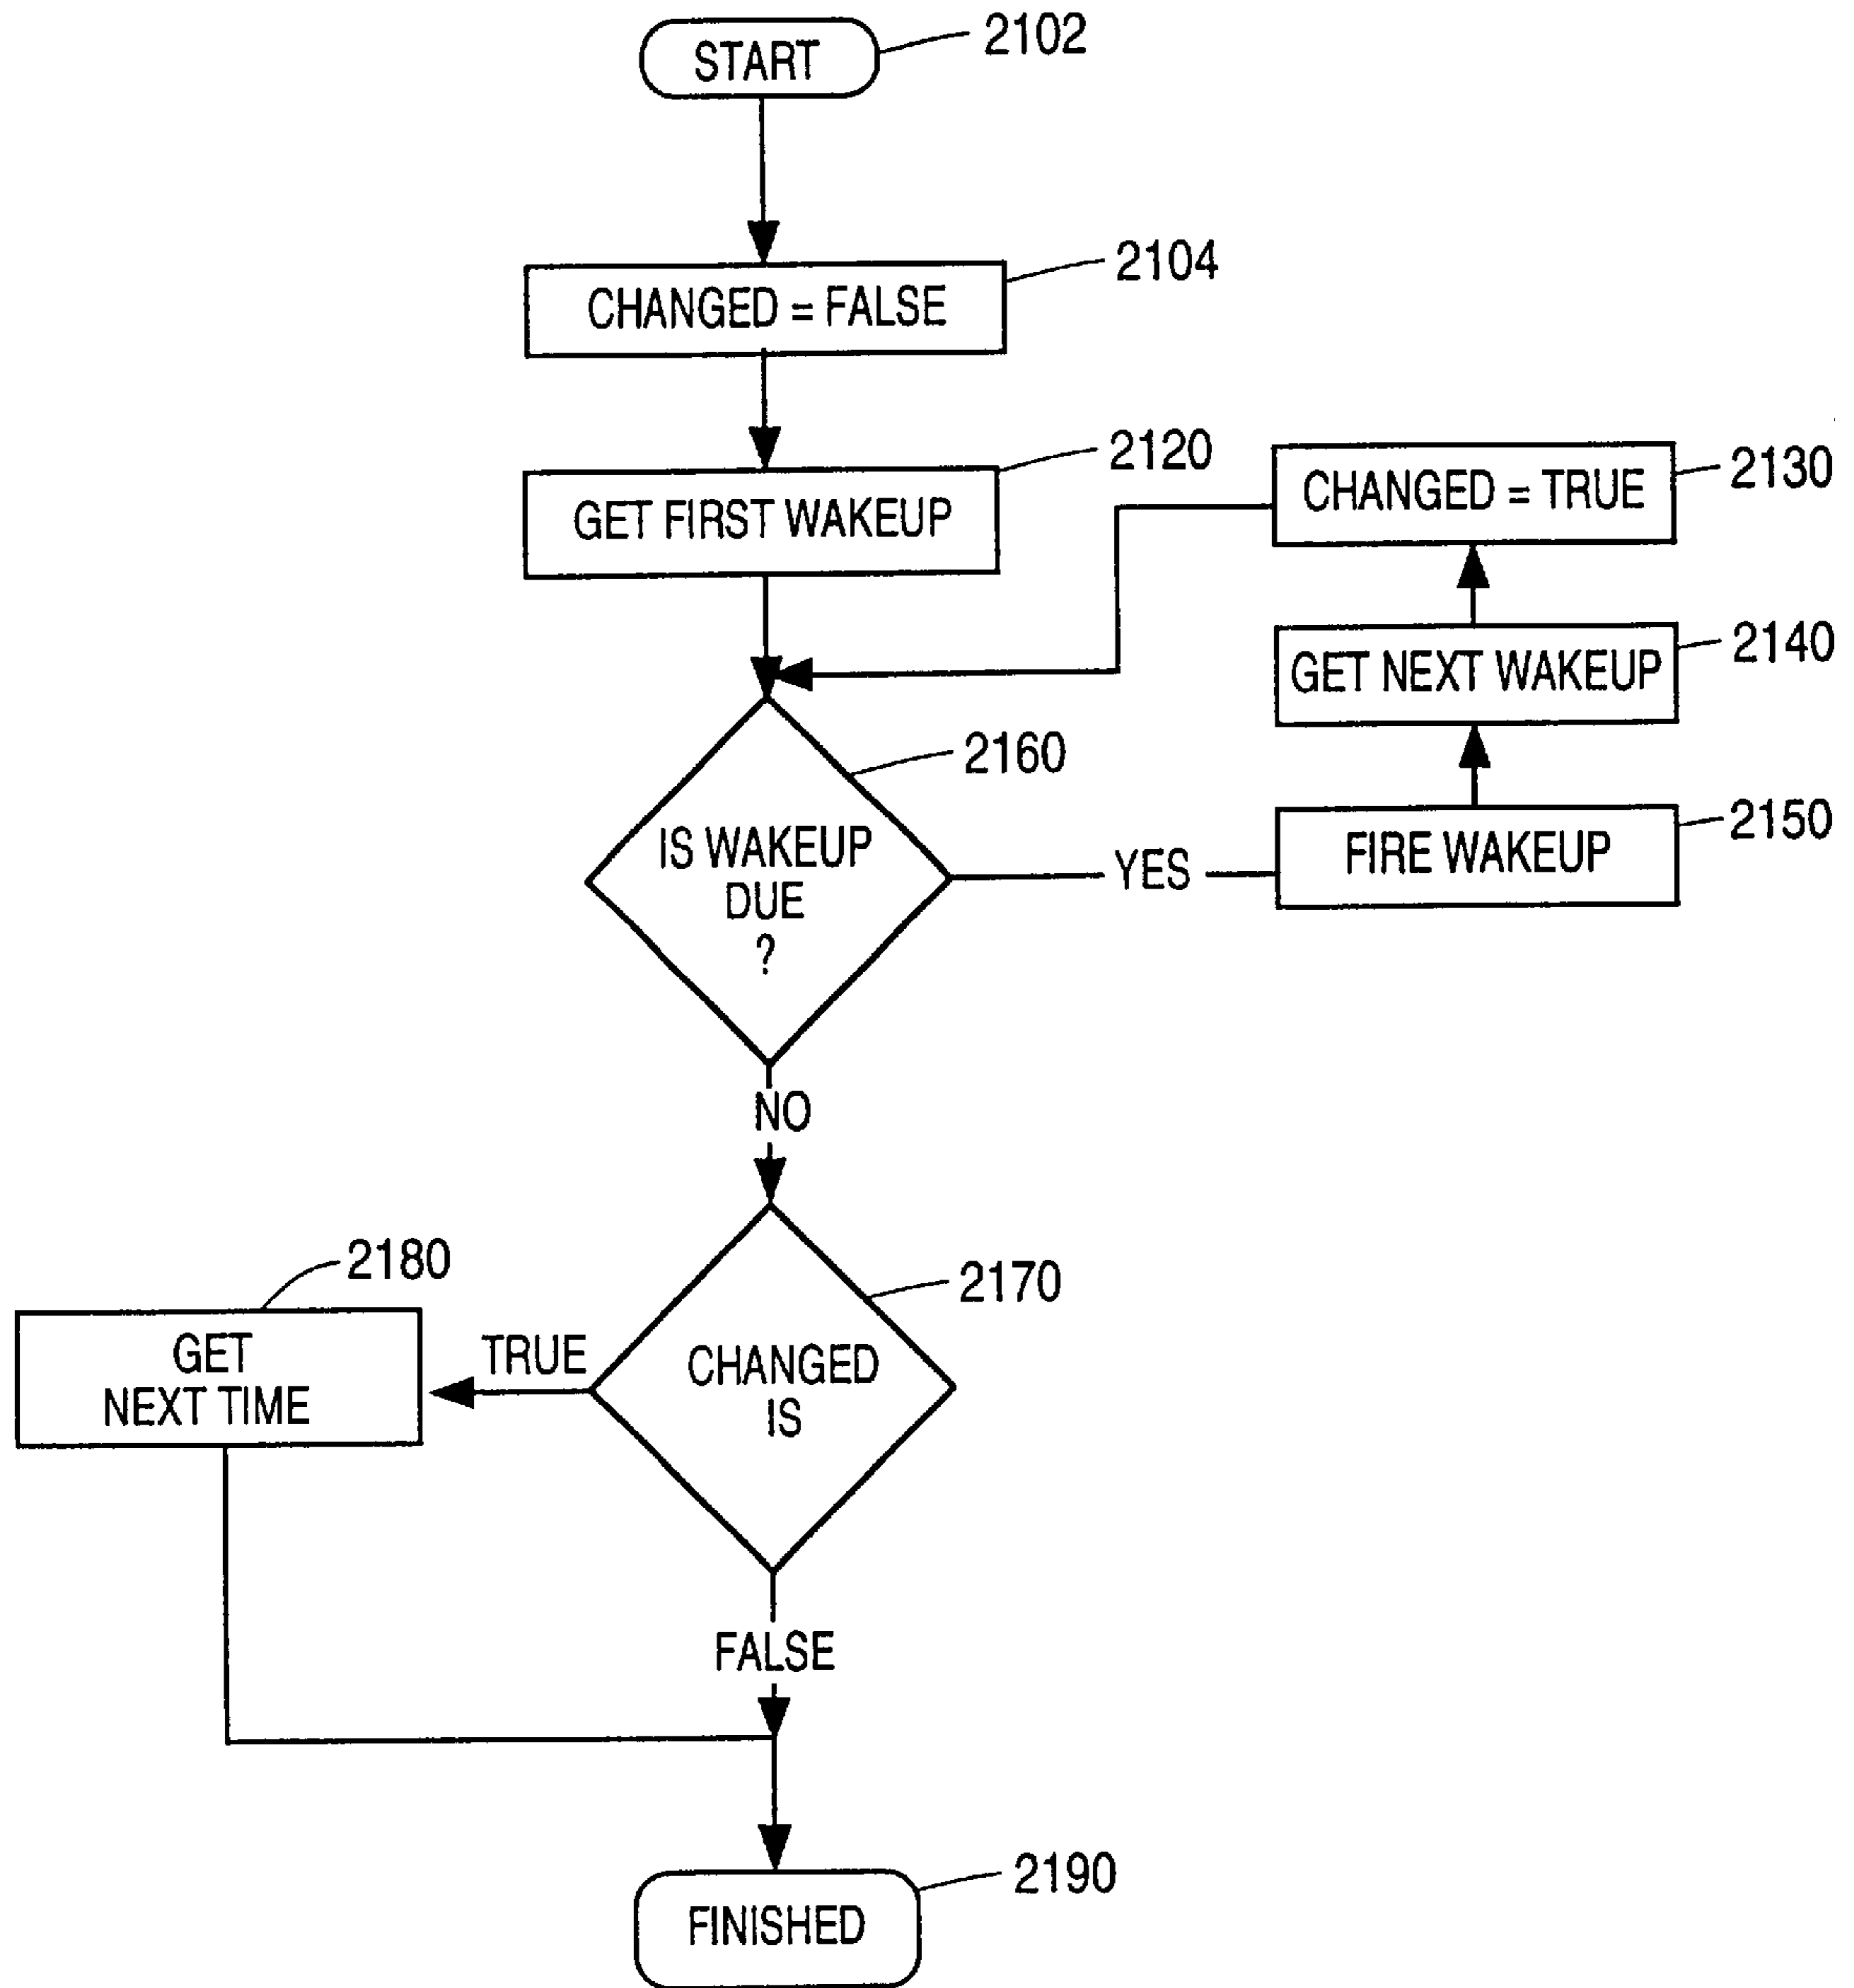 START
2102
2104
CHANGED = FALSE
2120
GET FIRST WAKEUP
2130
CHANGED = TRUE
2140
GET NEXT WAKEUP
2160
IS WAKEUP
DUE
?
YES
2150
FIRE WAKEUP
NO
2180
GET
NEXT TIME
TRUE
2170
CHANGED
IS
FALSE
2190
FINISHED